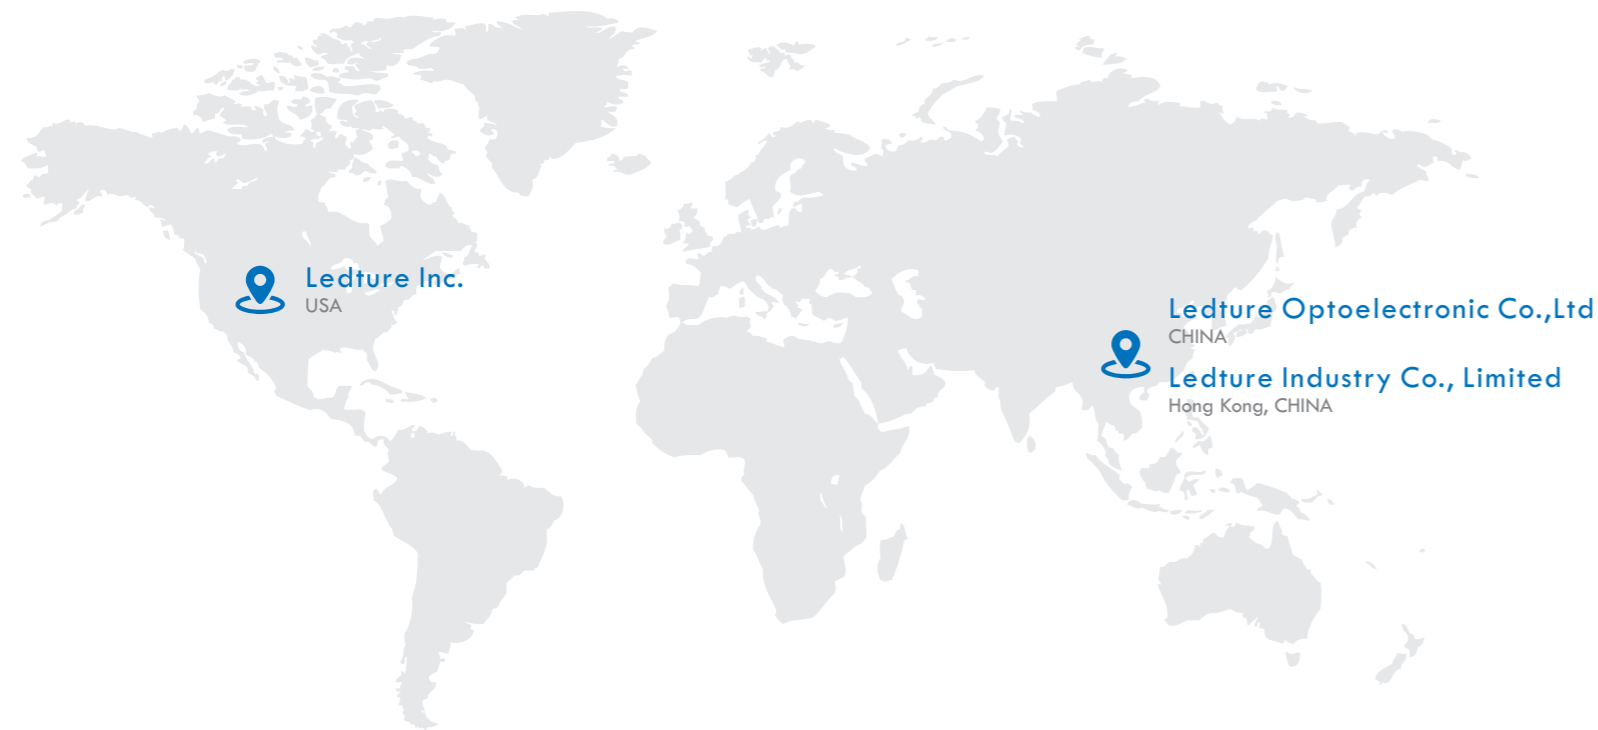 Ledture Inc.
USA
Ledture Optoelectronic Co.,Ltd
CHINA
Ledture Industry Co., Limited
Hong Kong, CHINA